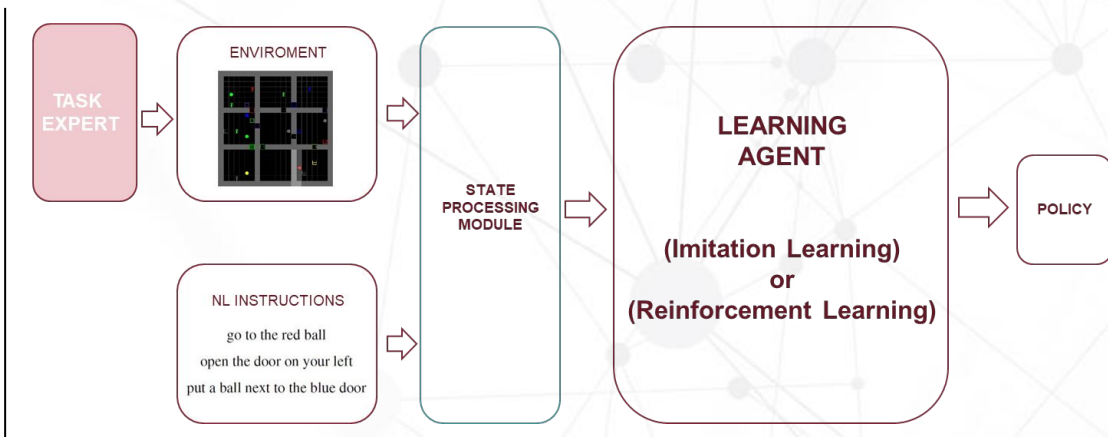 TASK
EXPERT
ENVIROMENT
NL INSTRUCTIONS
go to the red ball
open the door on your left
put a ball next to the blue door
STATE
PROCESSING
MODULE
LEARNING
AGENT
(Imitation Learning)
or
(Reinforcement Learning)
POLICY